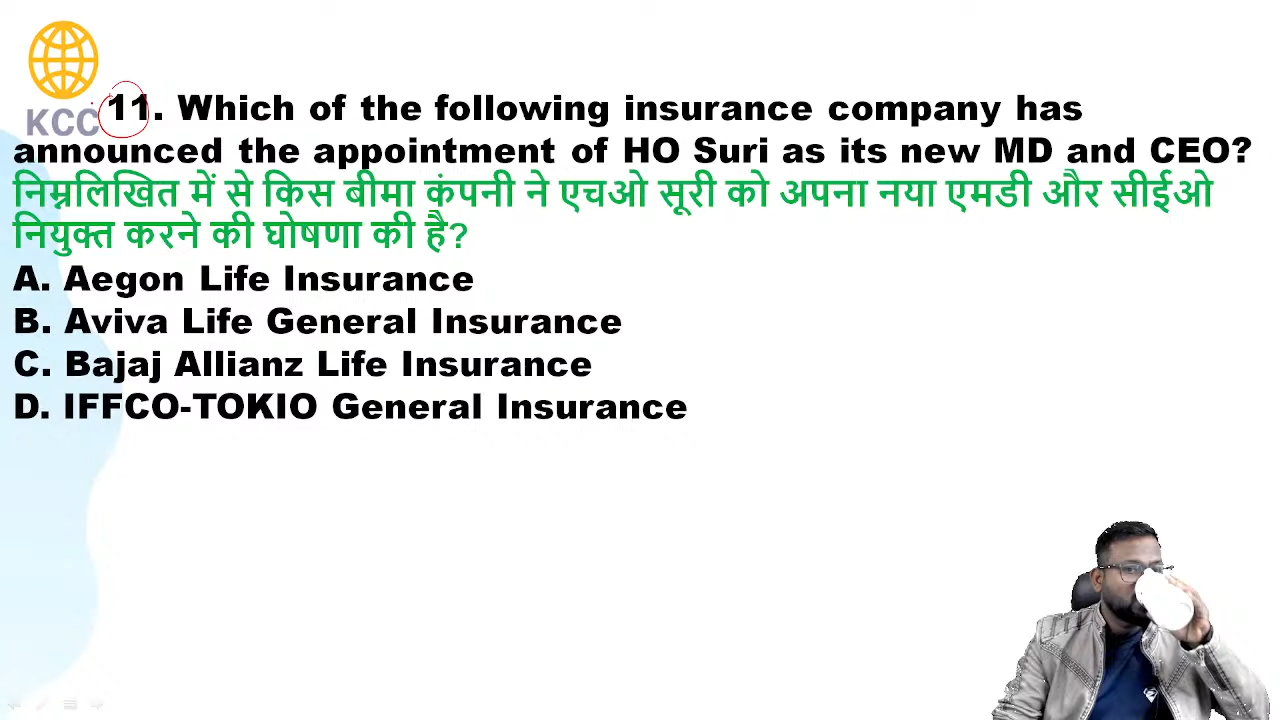 KCC
11. Which of the following insurance company has
announced the appointment of HO Suri as its new MD and CEO?
निम्नलिखित में से किस बीमा कंपनी ने एचओ सूरी को अपना नया एमडी और सीईओ
नियुक्त करने की घोषणा की है?
A. Aegon Life Insurance
B. Aviva Life General Insurance
C. Bajaj Allianz Life Insurance
D. IFFCO-TOKIO General Insurance